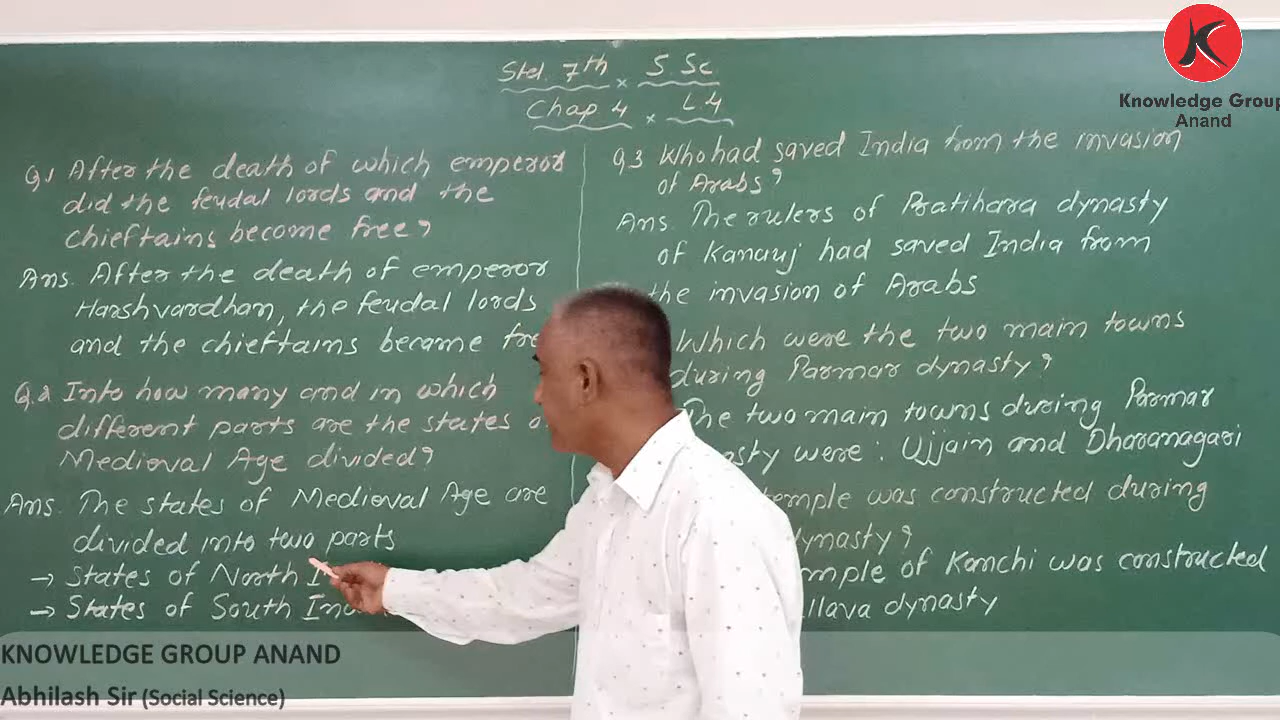 Std. 7th x S. Sc
Chap 4 x L.4
Q.1 After the death of which emperor
did the feudal lords and the
chieftains become free?
Ans. After the death of emperor
Harshvardhan, the feudal lords
and the chieftains became
Q.2 Into how many and in which
different parts are the states
Medieval Age divided?
Ans. The states of Medieval Age are
divided into two parts
→ States of North
→ States of South
Q.3 Who had saved India from the invasion
of Arabs?
Ans. The rulers of Pratihara dynasty
of Kanauj had saved India from
the invasion of Arabs
Which were the two main towns
during Parmar dynasty?
The two main towns during Parmar
were: Ujjain and Dharanagari
temple was constructed during
dynasty?
of Kanchi was constructed
dynasty
K
Knowledge Group
Anand
KNOWLEDGE GROUP ANAND
Abhilash Sir (Social Science)